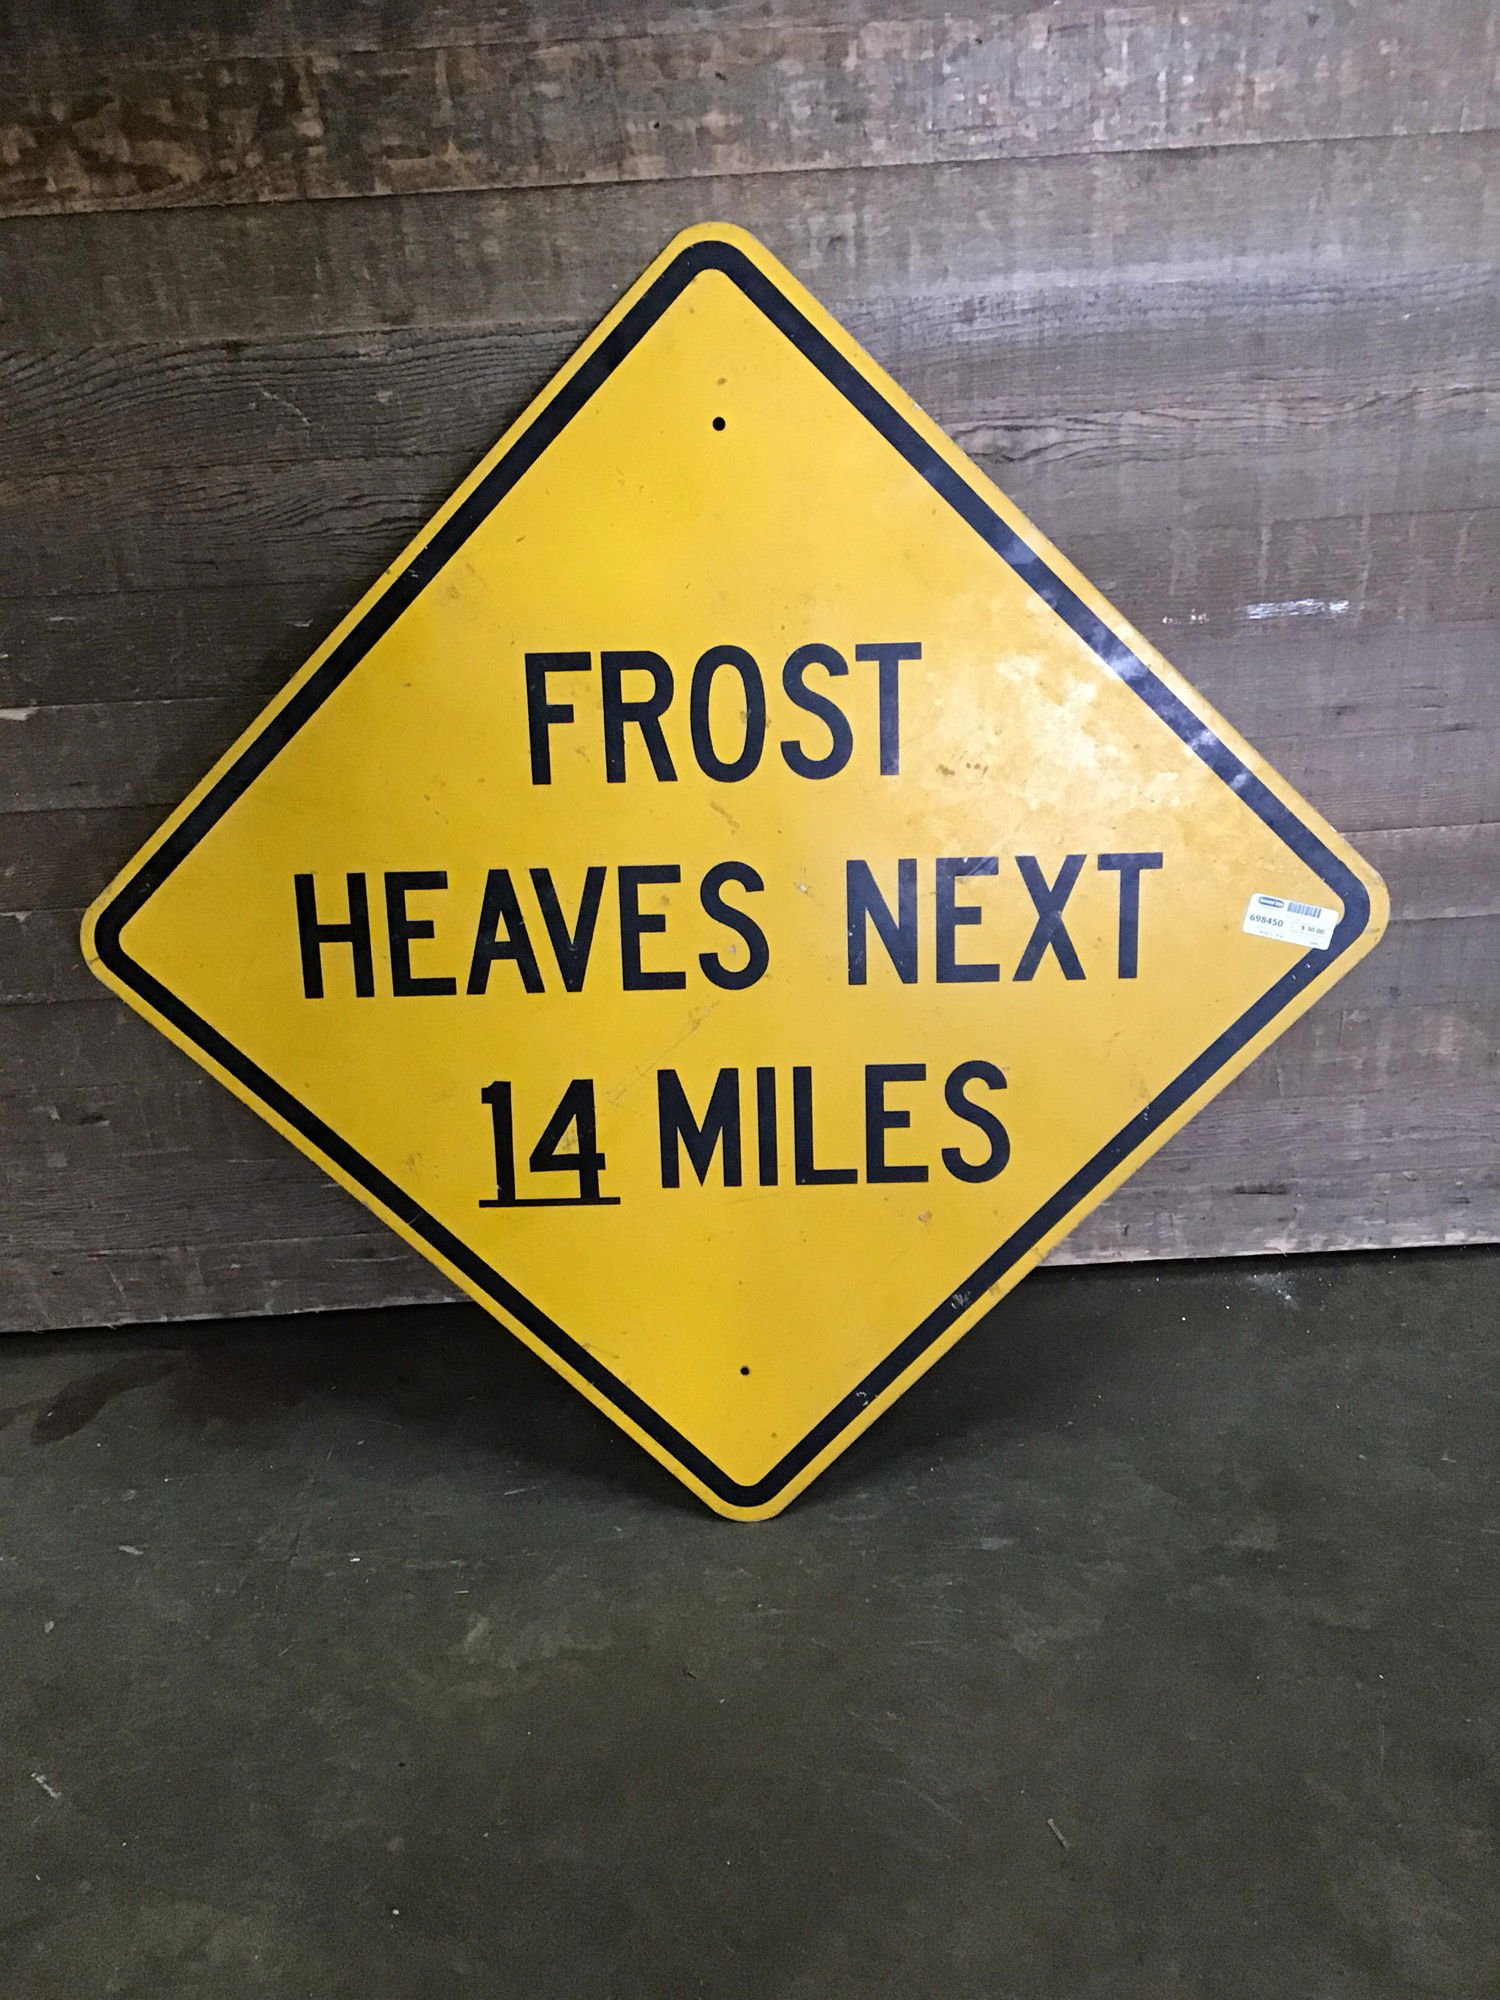 FROST
HEAVES NEXT
14 MILES
698450
$ 30.00